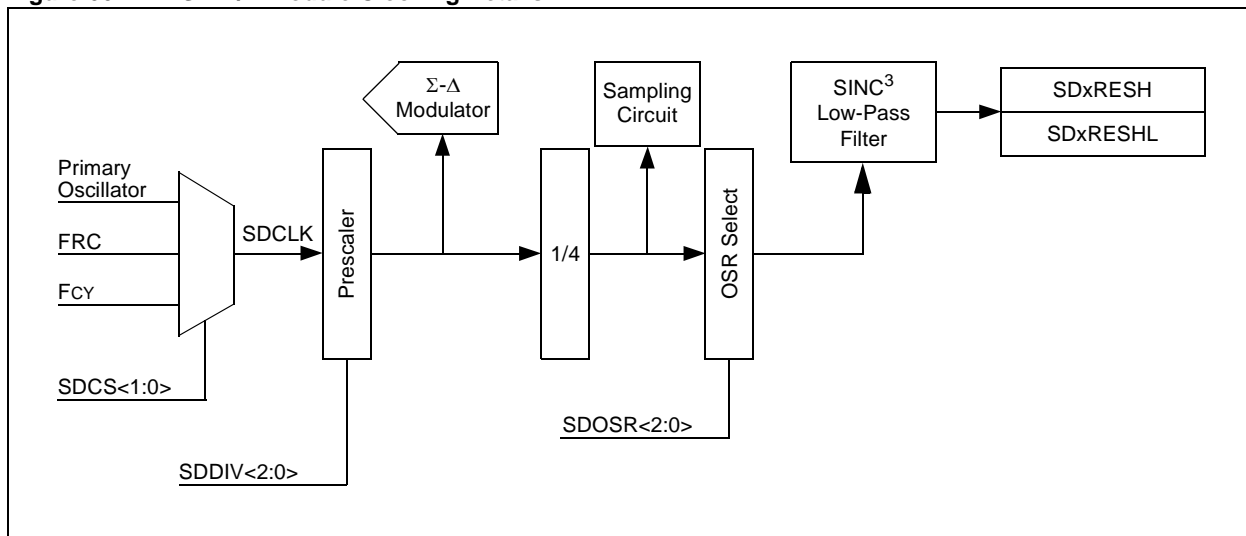 Σ-Δ
Modulator
Sampling
Circuit
SINC³
Low-Pass
Filter
SDxRESH
SDxRESHL
Primary
Oscillator
FRC
FCY
SDCLK
Prescaler
1/4
OSR Select
SDCS<1:0>
SDOSR<2:0>
SDDIV<2:0>